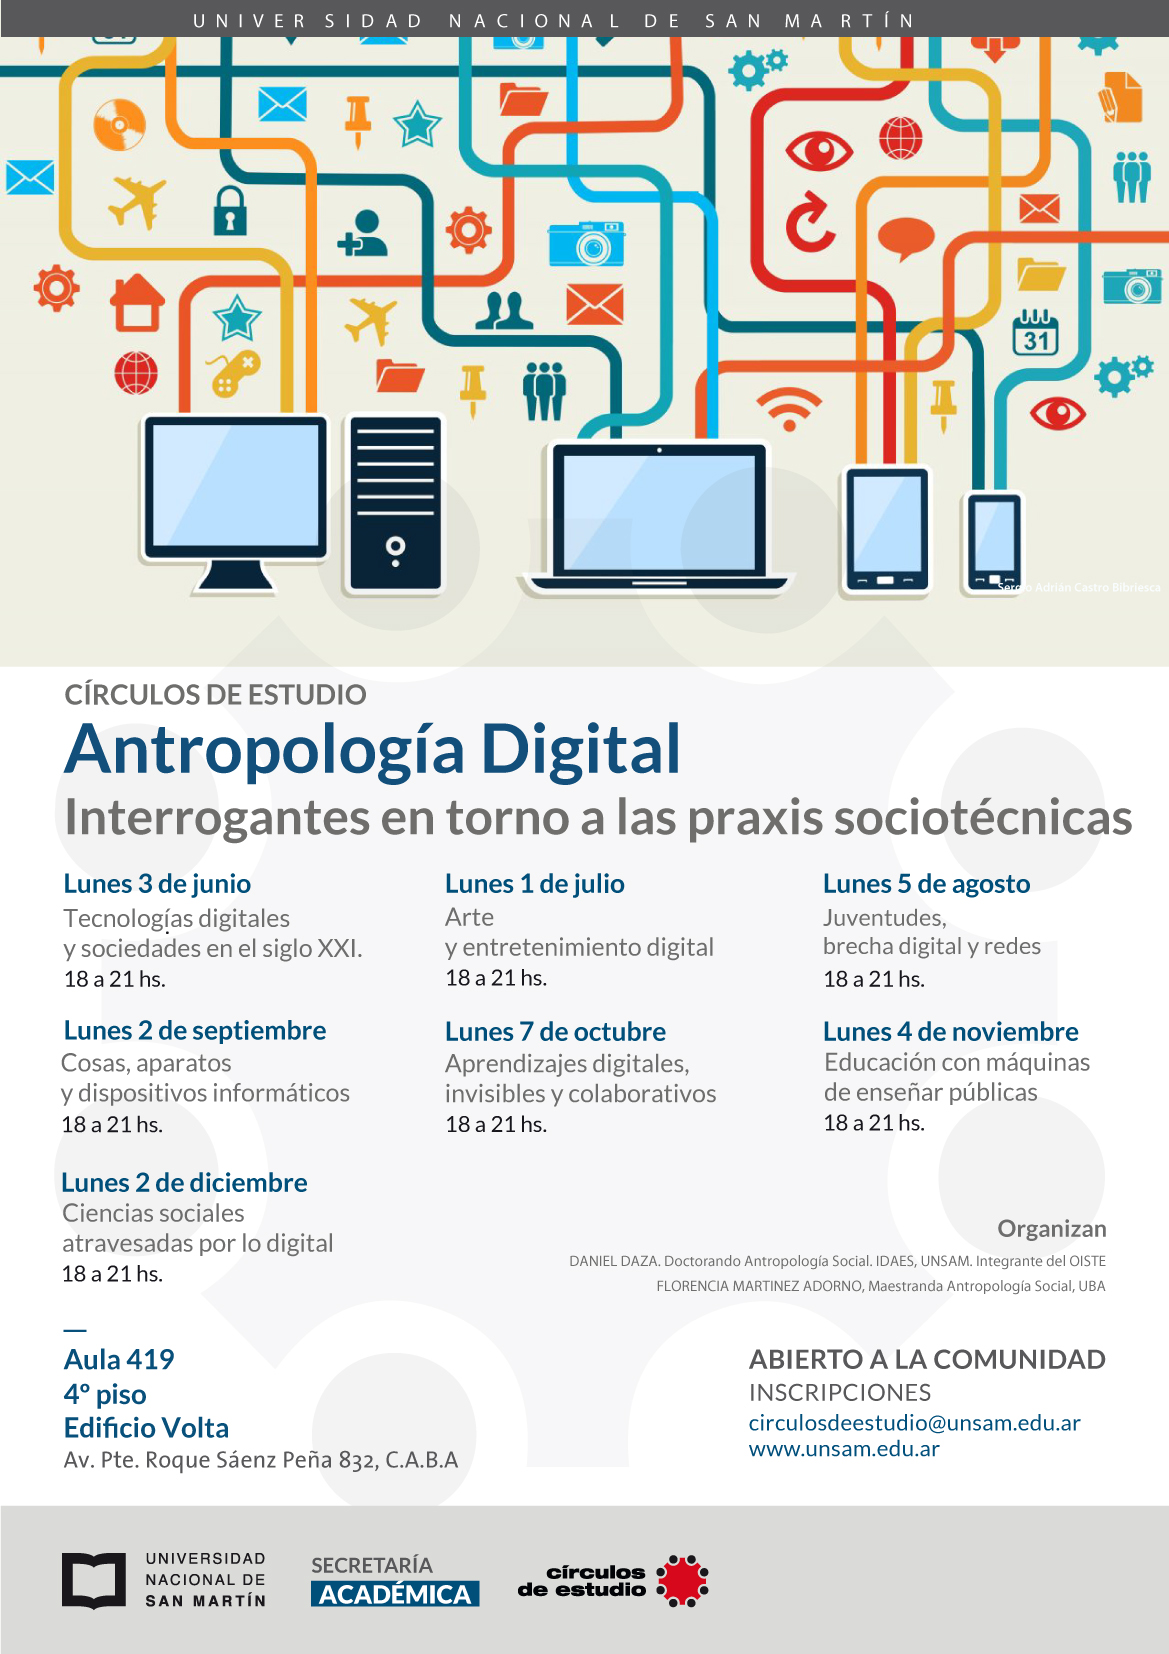 UNIVERSIDAD NACIONAL DE SAN MARTÍN
31
Sergio Adrián Castro Bibriesca
CÍRCULOS DE ESTUDIO
Antropología Digital
Interrogantes en torno a las praxis sociotécnicas
Lunes 3 de junio
Tecnologías digitales
y sociedades en el siglo XXI.
18 a 21 hs.
Lunes 1 de julio
Arte
y entretenimiento digital
18 a 21 hs.
Lunes 5 de agosto
Juventudes,
brecha digital y redes
18 a 21 hs.
Lunes 2 de septiembre
Cosas, aparatos
y dispositivos informáticos
18 a 21 hs.
Lunes 7 de octubre
Aprendizajes digitales,
invisibles y colaborativos
18 a 21 hs.
Lunes 4 de noviembre
Educación con máquinas
de enseñar públicas
18 a 21 hs.
Lunes 2 de diciembre
Ciencias sociales
atravesadas por lo digital
18 a 21 hs.
Organizan
DANIEL DAZA. Doctorando Antropología Social. IDAES, UNSAM. Integrante del OISTE
FLORENCIA MARTINEZ ADORNO, Maestranda Antropología Social, UBA
Aula 419
4º piso
Edificio Volta
Av. Pte. Roque Sáenz Peña 832, C.A.B.A
ABIERTO A LA COMUNIDAD
INSCRIPCIONES
circulosdeestudio@unsam.edu.ar
www.unsam.edu.ar
UNIVERSIDAD
NACIONAL DE
SAN MARTÍN
SECRETARÍA
ACADÉMICA
círculos
de estudio